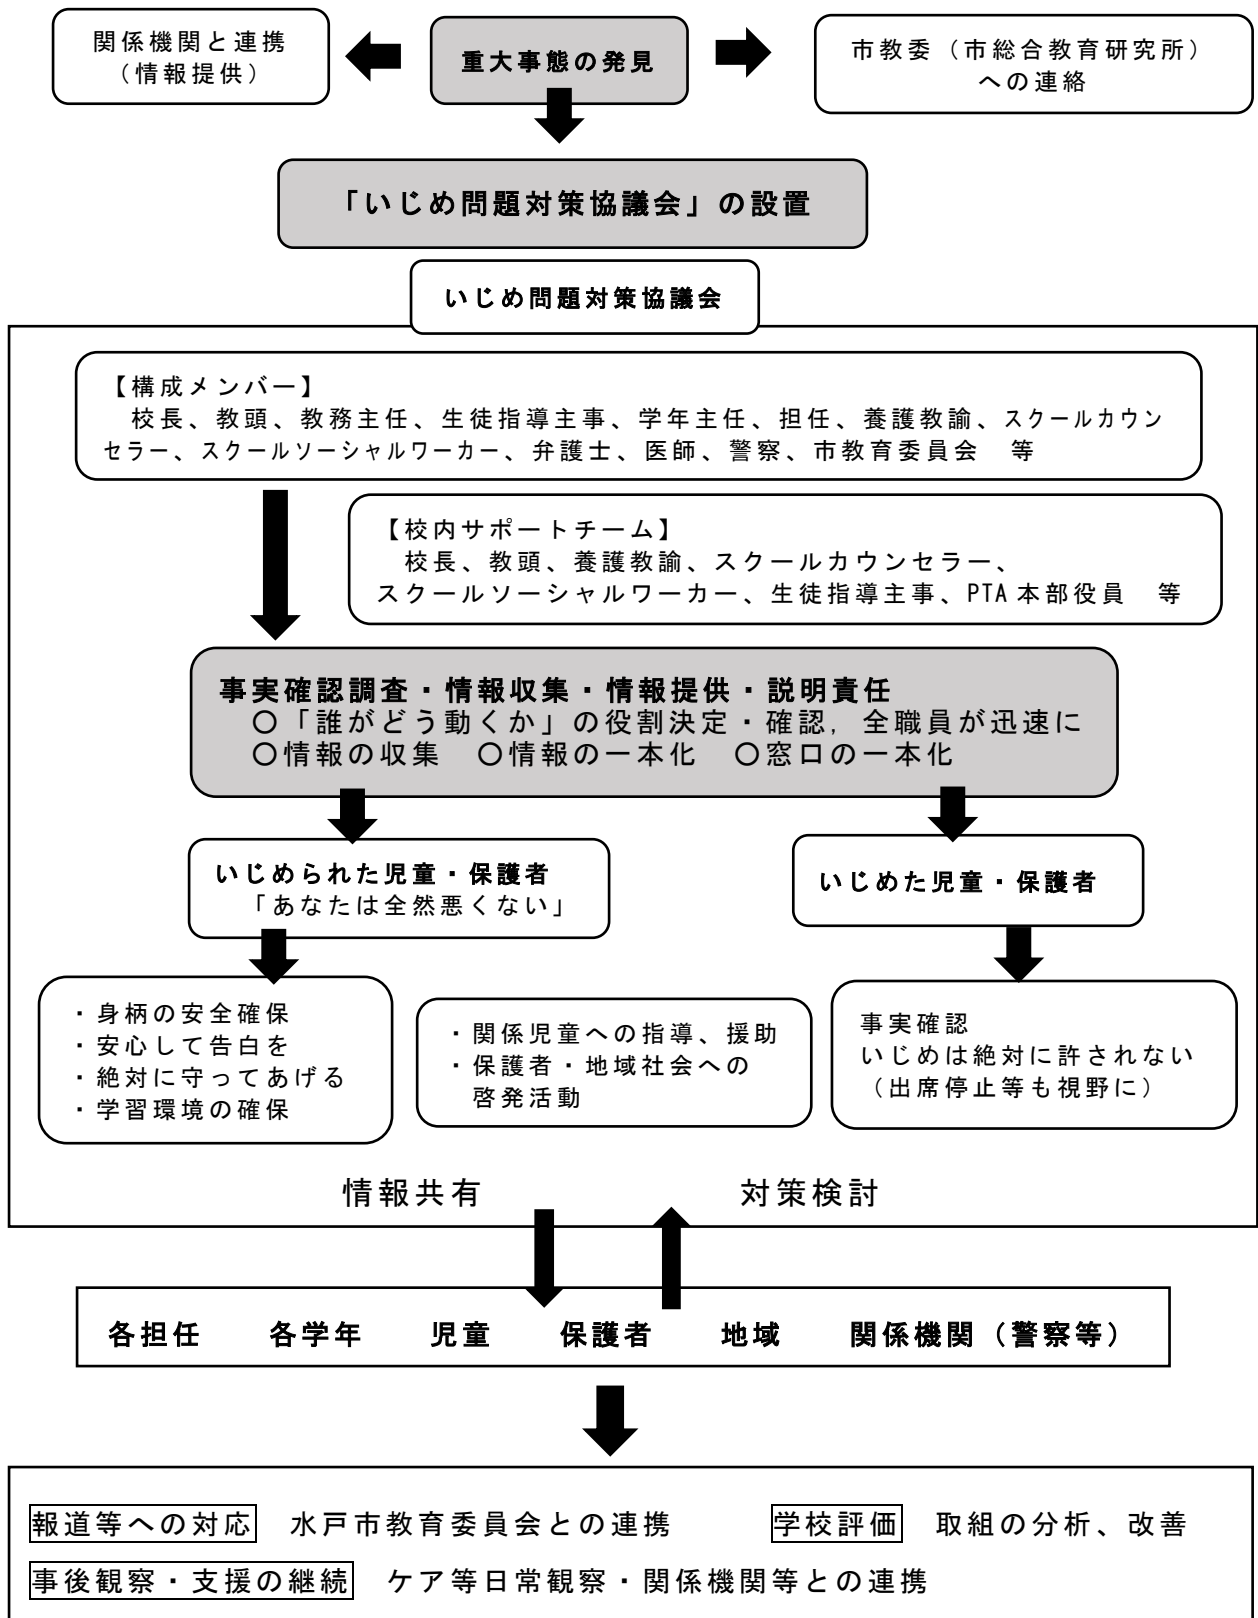 関係機関と連携
（情報提供）
重大事態の発見
市教委（市総合教育研究所）
への連絡
「いじめ問題対策協議会」の設置
いじめ問題対策協議会
【構成メンバー】
校長、教頭、教務主任、生徒指導主事、学年主任、担任、養護教諭、スクールカウン
セラー、スクールソーシャルワーカー、弁護士、医師、警察、市教育委員会　等
【校内サポートチーム】
校長、教頭、養護教諭、スクールカウンセラー、
スクールソーシャルワーカー、生徒指導主事、PTA本部役員　等
事実確認調査・情報収集・情報提供・説明責任
○「誰がどう動くか」の役割決定・確認，全職員が迅速に
○情報の収集　○情報の一本化　○窓口の一本化
いじめられた児童・保護者
「あなたは全然悪くない」
いじめた児童・保護者
・身柄の安全確保
・安心して告白を
・絶対に守ってあげる
・学習環境の確保
・関係児童への指導、援助
・保護者・地域社会への
啓発活動
事実確認
いじめは絶対に許されない
（出席停止等も視野に）
情報共有　対策検討
各担任　各学年　児童　保護者　地域　関係機関（警察等）
報道等への対応　水戸市教育委員会との連携　学校評価　取組の分析、改善
事後観察・支援の継続　ケア等日常観察・関係機関等との連携